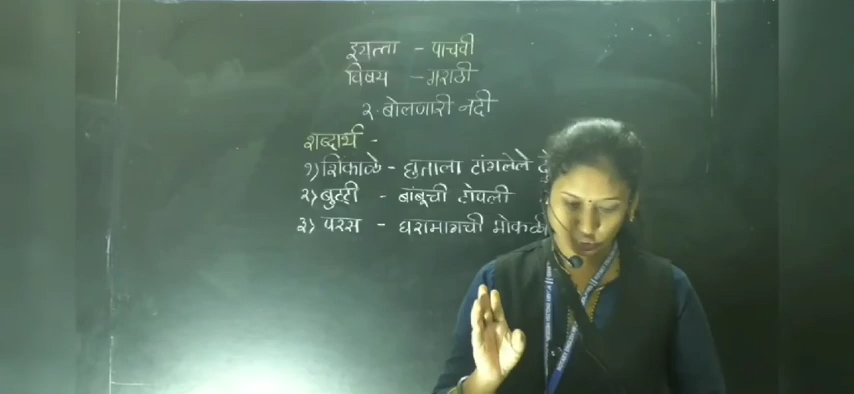 इयत्ता - पाचवी
विषय - मराठी
२. बोलणारी नदी
शब्दार्थ -
१) शिंकाळे - छताला टांगलेले
२) बुट्टी - बांबूची टोपली
३) परस - घरामागची